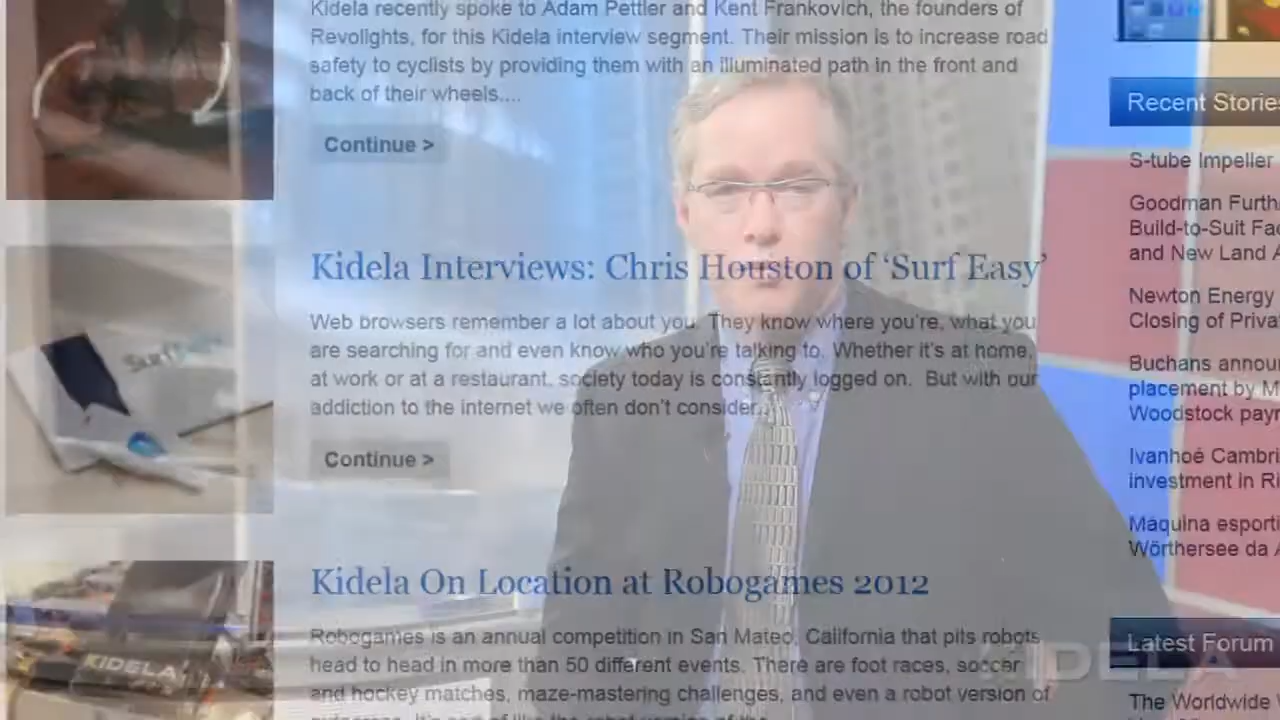 Kidela recently spoke to Adam Pettler and Kent Frankovich, the founders of
Revolights, for this Kidela interview segment. Their mission is to increase road
safety to cyclists by providing them with an illuminated path in the front and
back of their wheels....
Continue >
Kidela Interviews: Chris Houston of ‘Surf Easy’
Web browsers remember a lot about you. They know where you're, what you
are searching for and even know who you're talking to. Whether it's at home,
at work or at a restaurant, society today is constantly logged on. But with our
addiction to the internet we often don't consider...
Continue >
Kidela On Location at Robogames 2012
Robogames is an annual competition in San Mateo, California that pits robots
head to head in more than 50 different events. There are foot races, soccer
and hockey matches, maze-mastering challenges, and even a robot version of
KIDELA
Recent Stories
S-tube Impeller
Goodman Furth
Build-to-Suit Fac
and New Land A
Newton Energy
Closing of Priva
Buchans annou
placement by M
Woodstock payr
Ivanhoé Cambri
investment in Ri
Máquina esporti
Wörthersee da A
Latest Forum
The Worldwide
KIDELA